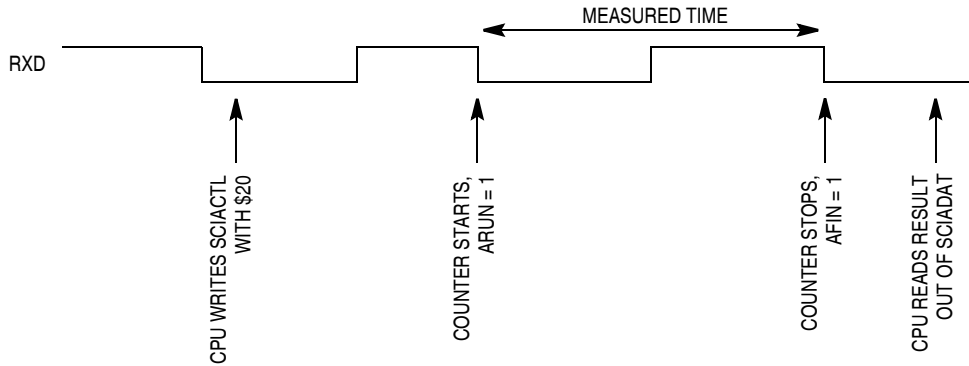 MEASURED TIME
RXD
CPU WRITES SCIACTL
WITH $20
COUNTER STARTS,
ARUN = 1
COUNTER STOPS,
AFIN = 1
CPU READS RESULT
OUT OF SCIADAT